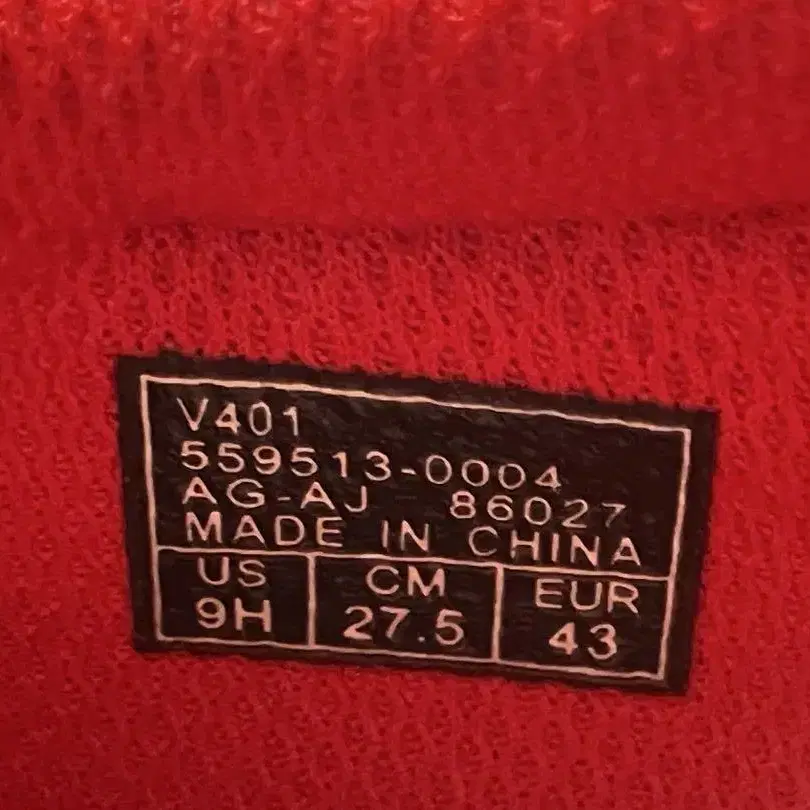 V401
559513-0004
AG-AJ 86027
MADE IN CHINA
US CM EUR
9H 27.5 43